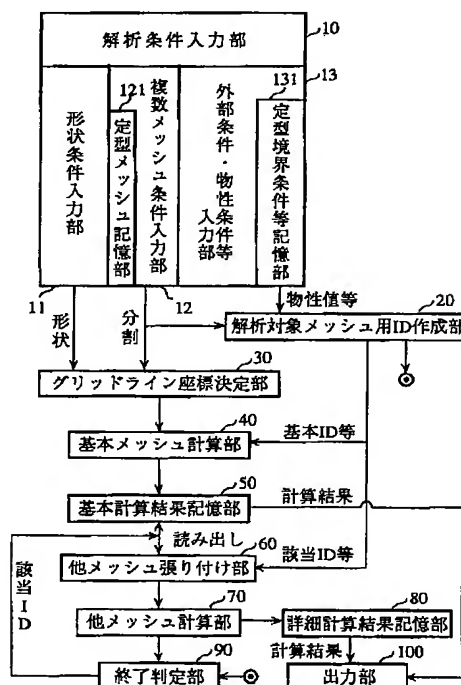 解析条件入力部
10
13
131
121
形状条件入力部
定型メッシュ記憶部
複数メッシュ条件入力部
外部条件・物性条件等入力部
定型境界条件等記憶部
11
12
形状
分割
物性値等
20
解析対象メッシュ用ID作成部
30
グリッドライン座標決定部
40
基本メッシュ計算部
基本ID等
50
基本計算結果記憶部
計算結果
読み出し
60
該当ID等
他メッシュ張り付け部
該当ID
70
他メッシュ計算部
80
詳細計算結果記憶部
90
終了判定部
計算結果
100
出力部